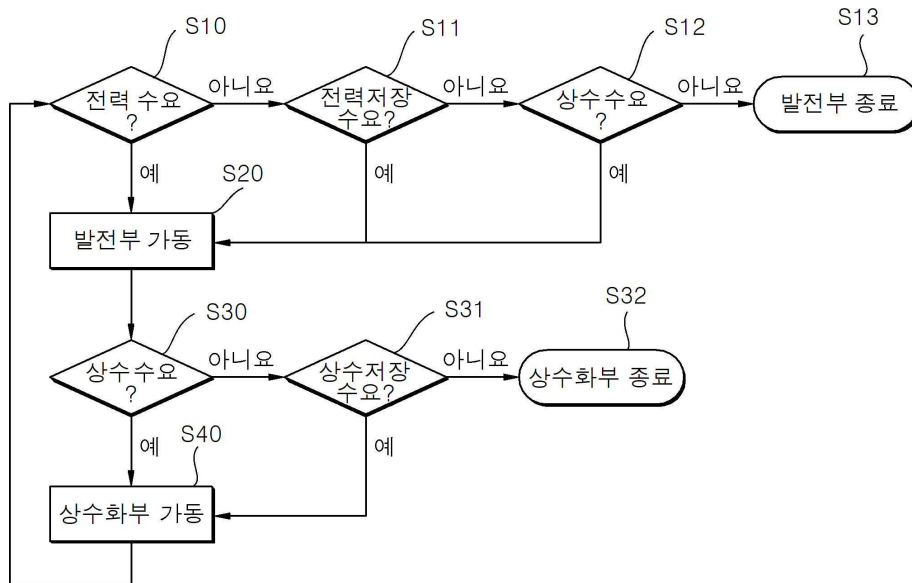 S10
S11
S12
S13
전력 수요
?
아니요
전력저장
수요?
아니요
상수수요
?
아니요
발전부 종료
예
S20
예
예
발전부 가동
S30
S31
S32
상수수요
?
아니요
상수저장
수요?
아니요
상수화부 종료
예
S40
예
상수화부 가동